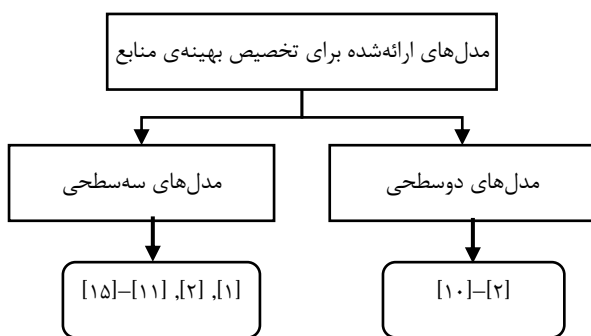 مدل‌های ارائه‌شده برای تخصیص بهینه‌ی منابع
مدل‌های دوسطحی
مدل‌های سه‌سطحی
[۲]–[۱۰]
[۱], [۲], [۱۱]–[۱۵]